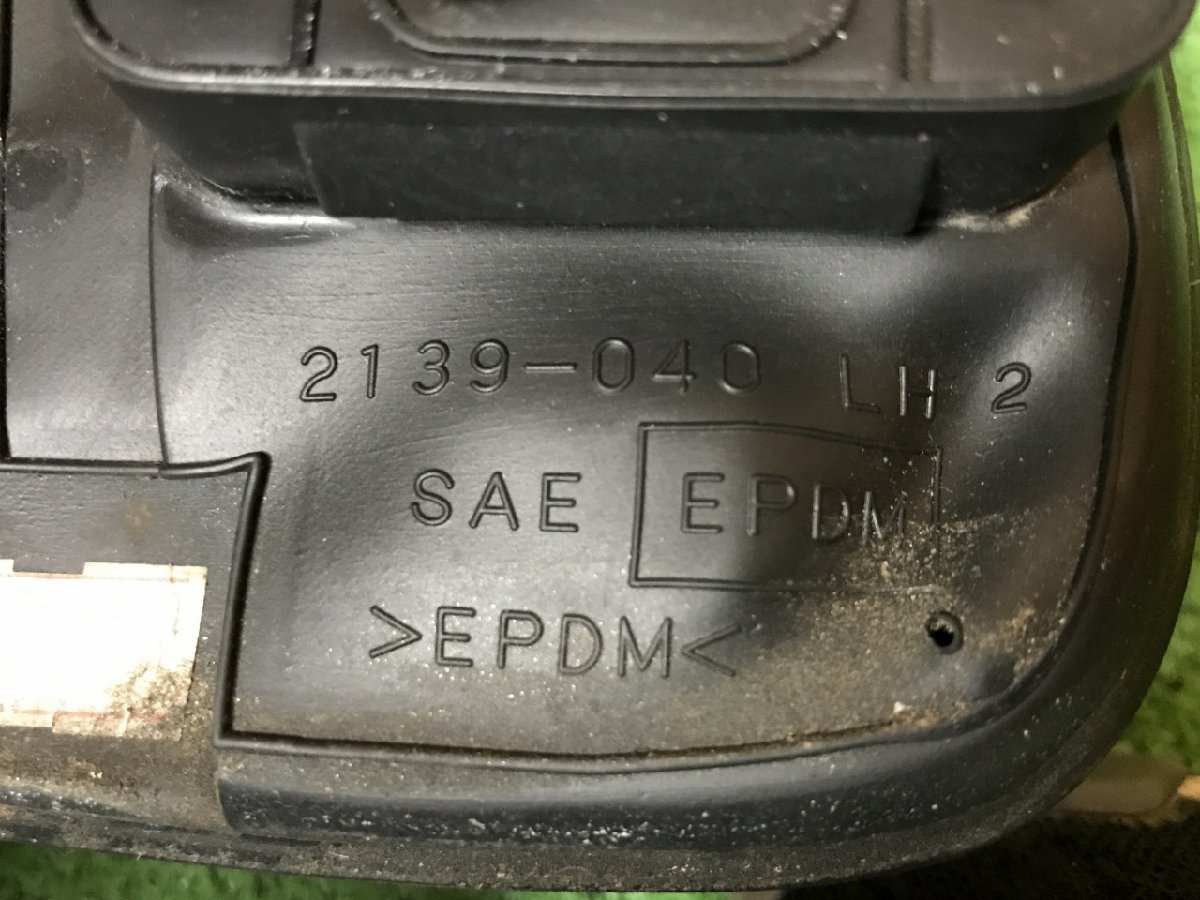 2139-040 LH 2
SAE EPDM
>EPDM<